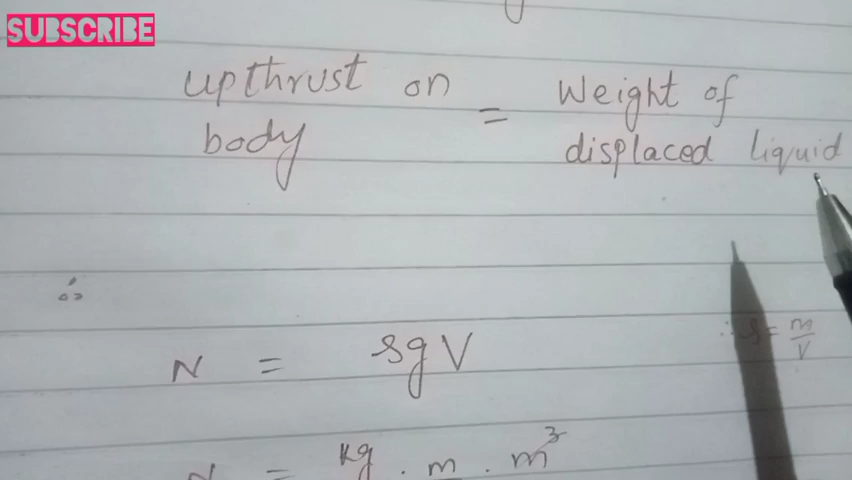 SUBSCRIBE
upthrust on body = Weight of displaced liquid
∴
N = ρgV ∵ ρ = m/V
N = kg . m . m³